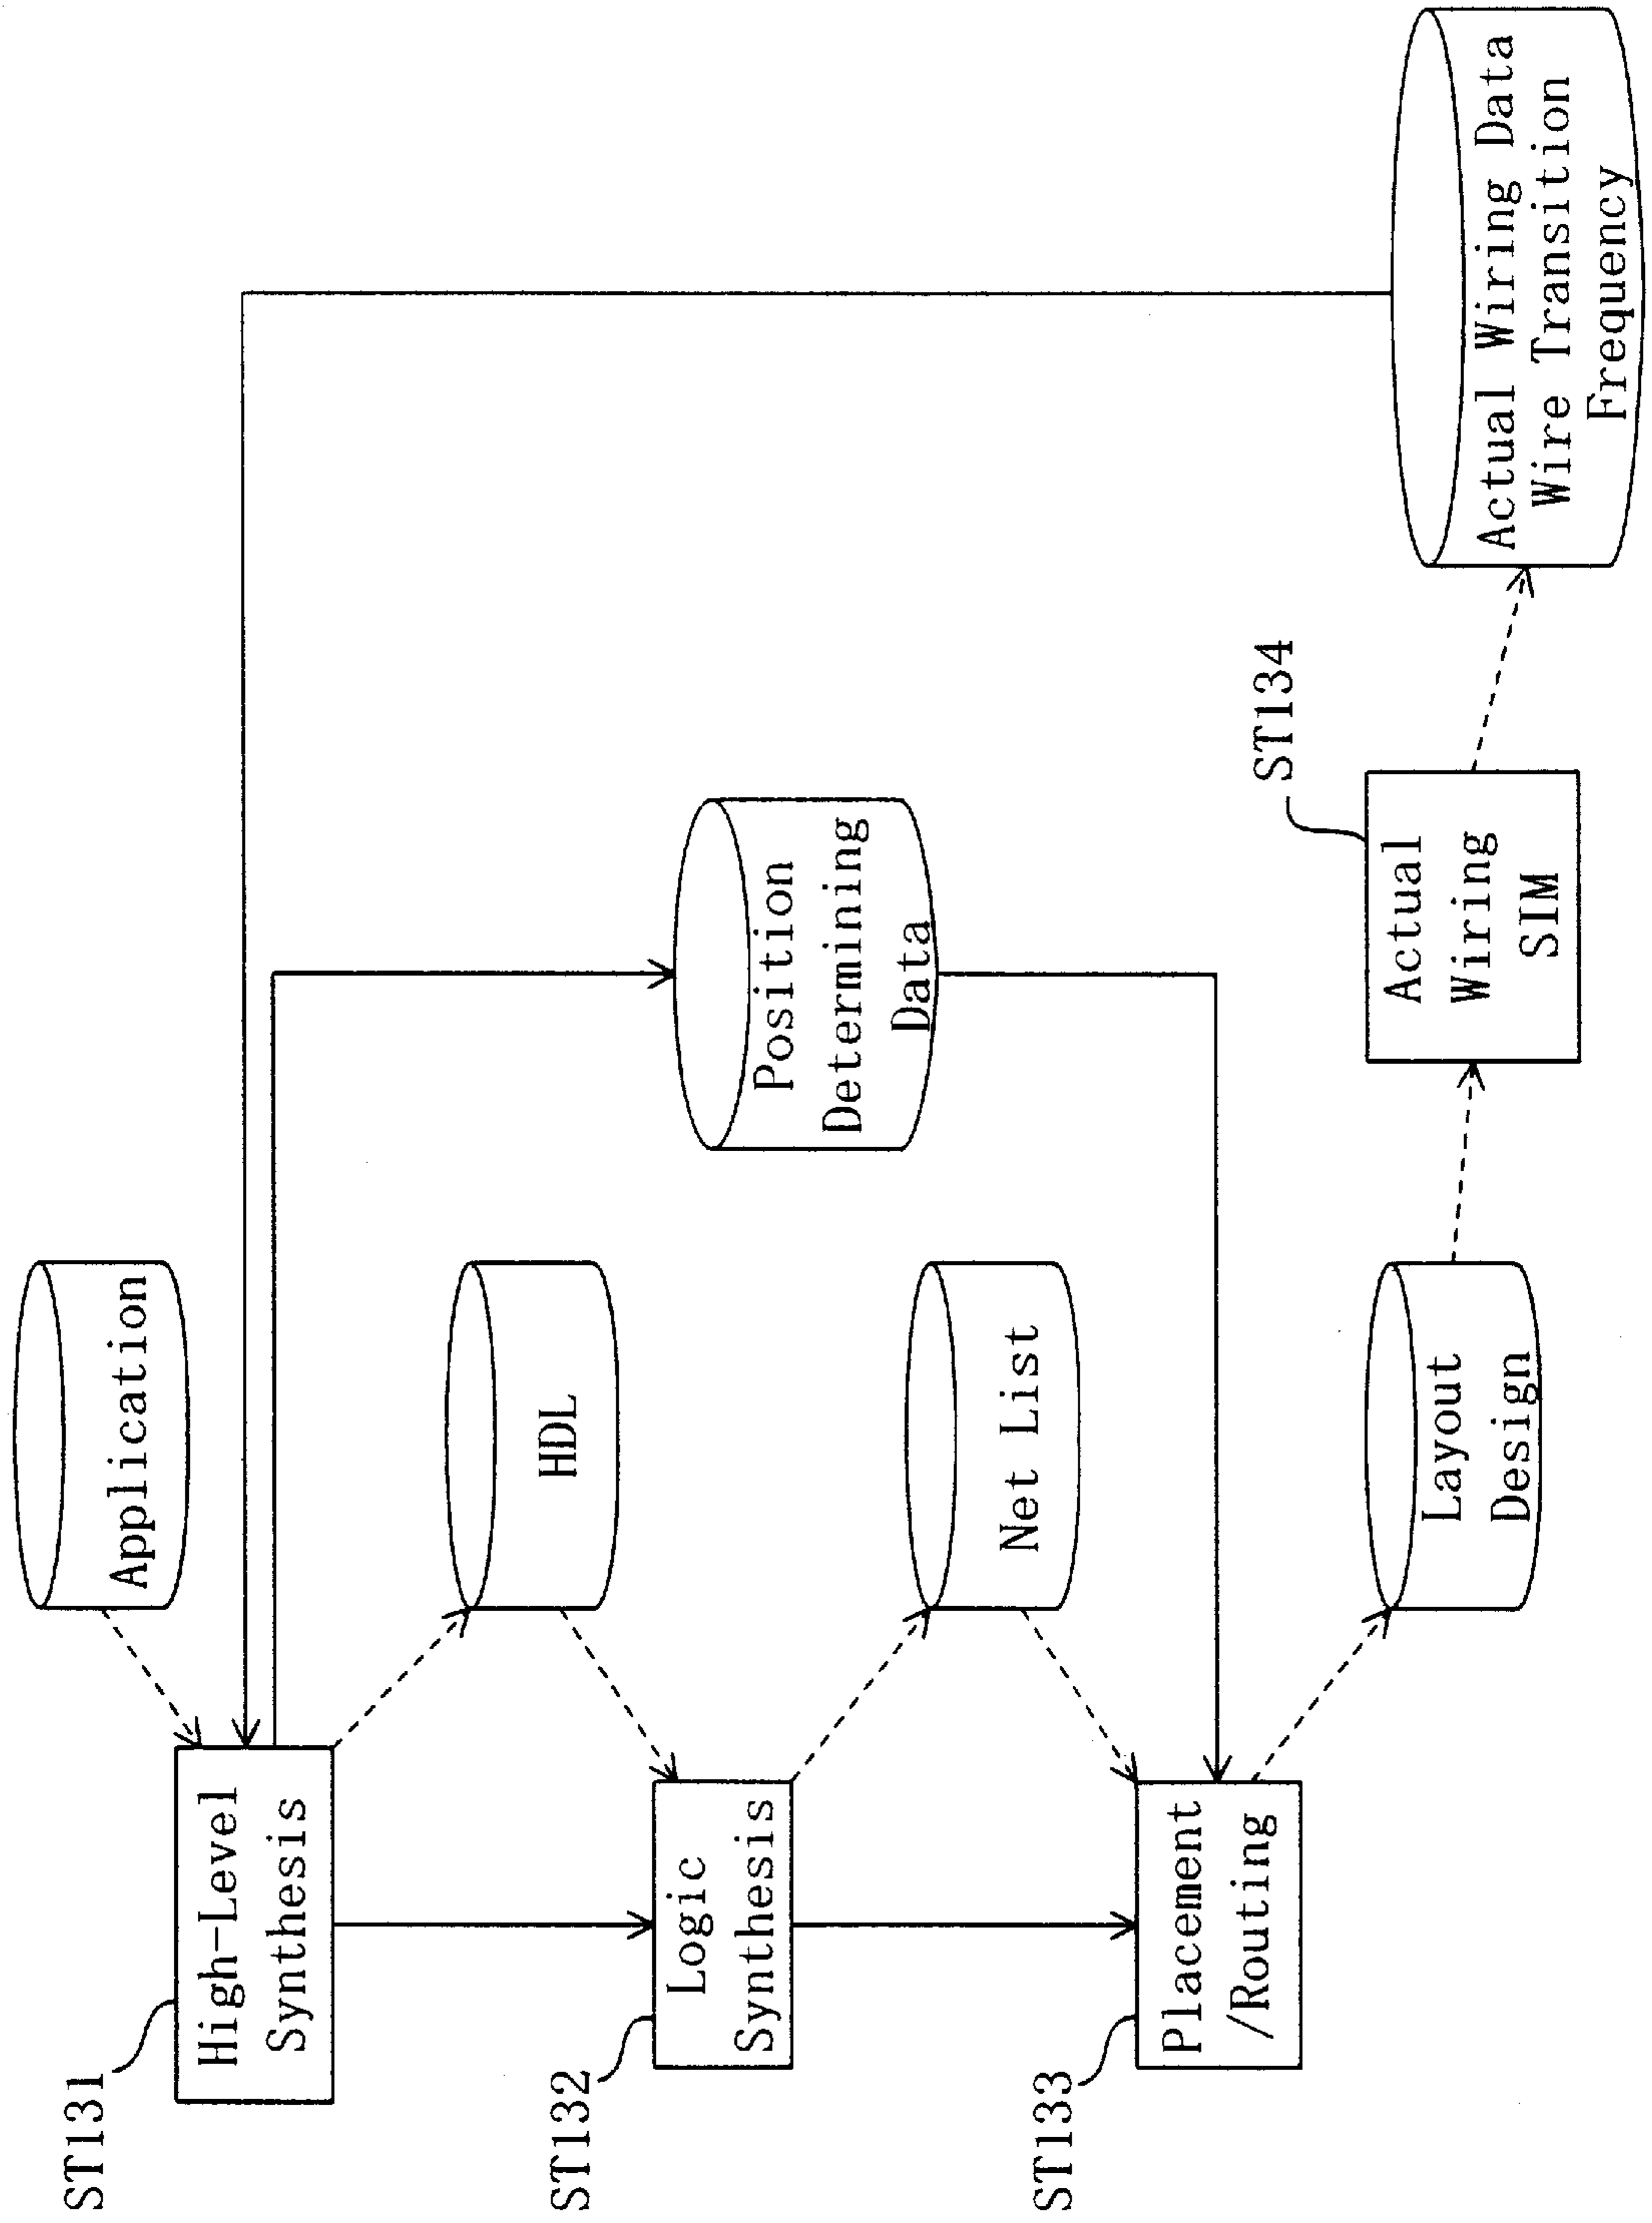 ST131
High-Level
Synthesis
Application
HDL
ST132
Logic
Synthesis
Position
Determining
Data
Net List
ST133
Placement
/Routing
Layout
Design
ST134
Actual
Wiring
SIM
Actual Wiring Data
Wire Transition
Frequency